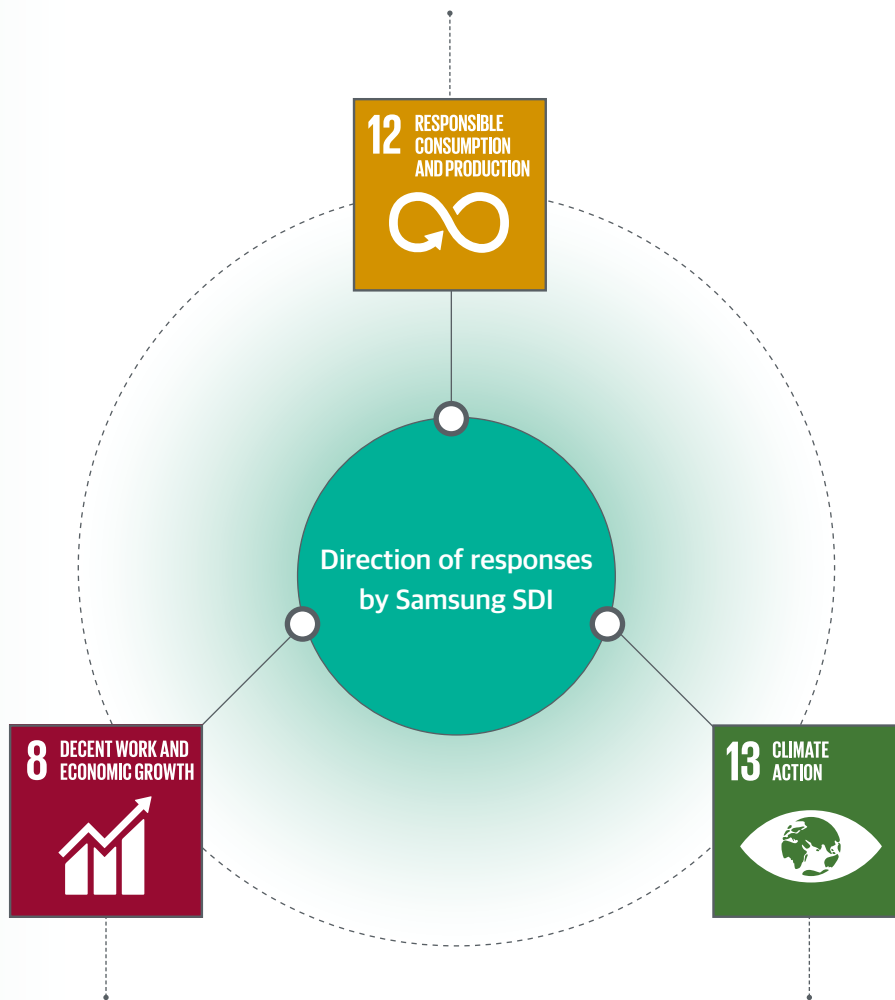 12 RESPONSIBLE
CONSUMPTION
AND PRODUCTION
Direction of responses
by Samsung SDI
8 DECENT WORK AND
ECONOMIC GROWTH
13 CLIMATE
ACTION